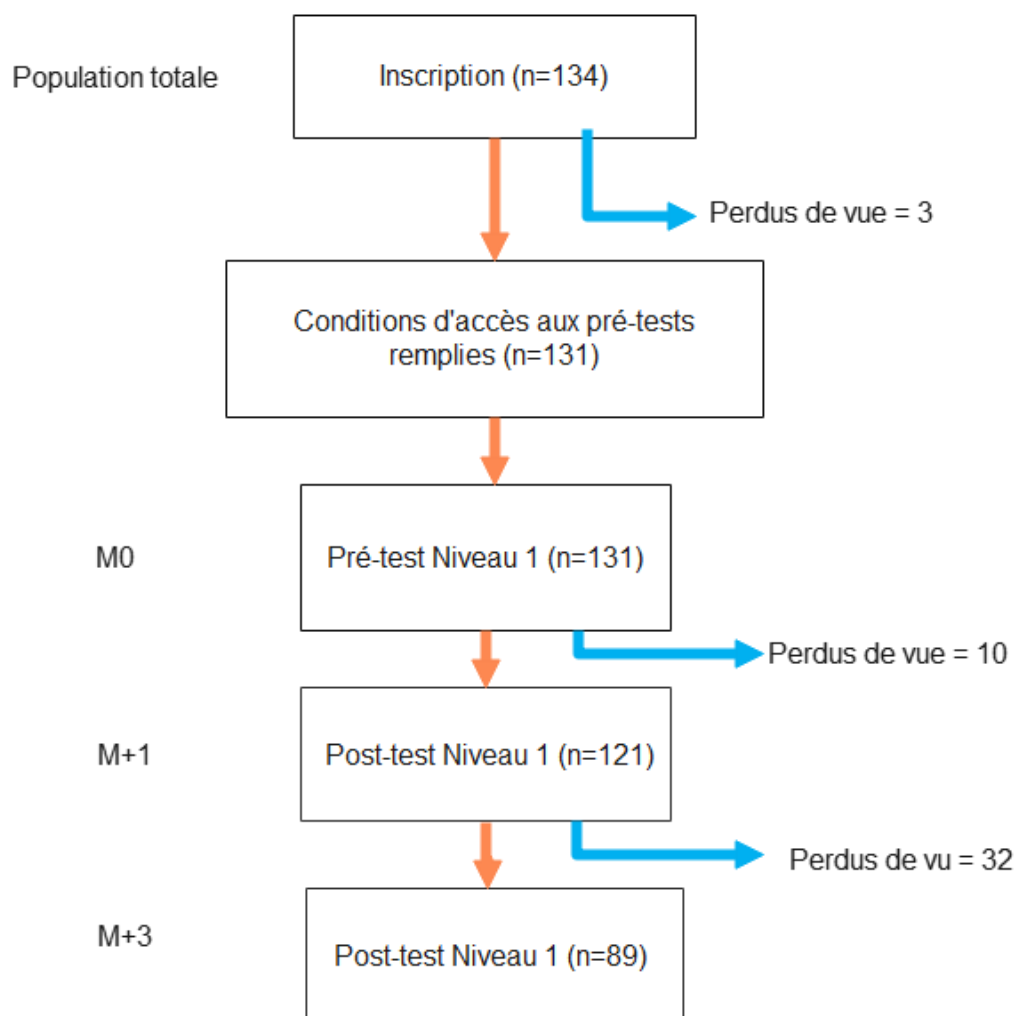 Population totale
Inscription (n=134)
Perdus de vue = 3
Conditions d'accès aux pré-tests
remplies (n=131)
M0
Pré-test Niveau 1 (n=131)
Perdus de vue = 10
M+1
Post-test Niveau 1 (n=121)
Perdus de vu = 32
M+3
Post-test Niveau 1 (n=89)